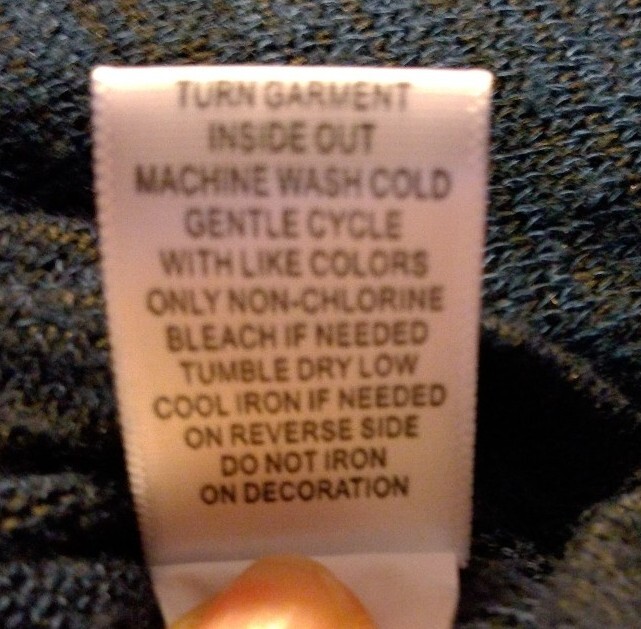 TURN GARMENT
INSIDE OUT
MACHINE WASH COLD
GENTLE CYCLE
WITH LIKE COLORS
ONLY NON-CHLORINE
BLEACH IF NEEDED
TUMBLE DRY LOW
COOL IRON IF NEEDED
ON REVERSE SIDE
DO NOT IRON
ON DECORATION